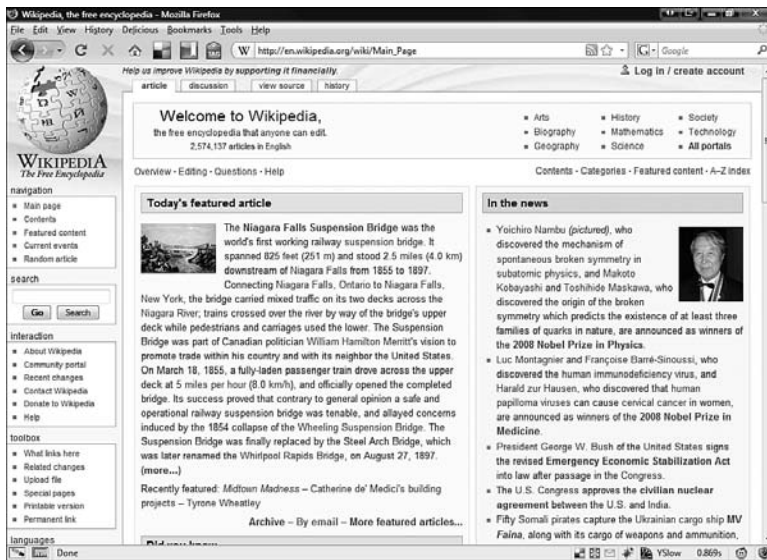 Wikipedia, the free encyclopedia - Mozilla Firefox
File Edit View History Delicious Bookmarks Tools Help
http://en.wikipedia.org/wiki/Main_Page
Google
Help us improve Wikipedia by supporting it financially.
Log in / create account
article discussion view source history
WIKIPEDIA
The Free Encyclopedia
navigation
Main page
Contents
Featured content
Current events
Random article
search
Go Search
interaction
About Wikipedia
Community portal
Recent changes
Contact Wikipedia
Donate to Wikipedia
Help
toolbox
What links here
Related changes
Upload file
Special pages
Printable version
Permanent link
languages
Welcome to Wikipedia,
the free encyclopedia that anyone can edit.
2,574,137 articles in English
Arts
Biography
Geography
History
Mathematics
Science
Society
Technology
All portals
Overview · Editing · Questions · Help
Contents · Categories · Featured content · A–Z index
Today's featured article
The Niagara Falls Suspension Bridge was the
world's first working railway suspension bridge. It
spanned 825 feet (251 m) and stood 2.5 miles (4.0 km)
downstream of Niagara Falls from 1855 to 1897.
Connecting Niagara Falls, Ontario to Niagara Falls,
New York, the bridge carried mixed traffic on its two decks across the
Niagara River; trains crossed over the river by way of the bridge's upper
deck while pedestrians and carriages used the lower. The Suspension
Bridge was part of Canadian politician William Hamilton Merritt's vision to
promote trade within his country and with its neighbor the United States.
On March 18, 1855, a fully-laden passenger train drove across the upper
deck at 5 miles per hour (8.0 km/h), and officially opened the completed
bridge. Its success proved that contrary to general opinion a safe and
operational railway suspension bridge was tenable, and allayed concerns
induced by the 1854 collapse of the Wheeling Suspension Bridge. The
Suspension Bridge was finally replaced by the Steel Arch Bridge, which
was later renamed the Whirlpool Rapids Bridge, on August 27, 1897.
(more...)
Recently featured: Midtown Madness – Catherine de' Medici's building
projects – Tyrone Wheatley
Archive – By email – More featured articles...
Did you know
In the news
Yoichiro Nambu (pictured), who
discovered the mechanism of
spontaneous broken symmetry in
subatomic physics, and Makoto
Kobayashi and Toshihide Maskawa, who
discovered the origin of the broken
symmetry which predicts the existence of at least three
families of quarks in nature, are announced as winners of
the 2008 Nobel Prize in Physics.
Luc Montagnier and Françoise Barré-Sinoussi, who
discovered the human immunodeficiency virus, and
Harald zur Hausen, who discovered that human
papilloma viruses can cause cervical cancer in women,
are announced as winners of the 2008 Nobel Prize in
Medicine.
President George W. Bush of the United States signs
the revised Emergency Economic Stabilization Act
into law after passage in the Congress.
The U.S. Congress approves the civilian nuclear
agreement between the U.S. and India.
Fifty Somali pirates capture the Ukrainian cargo ship MV
Faina, along with its cargo of weapons and ammunition,
Done
YSlow 0.869s